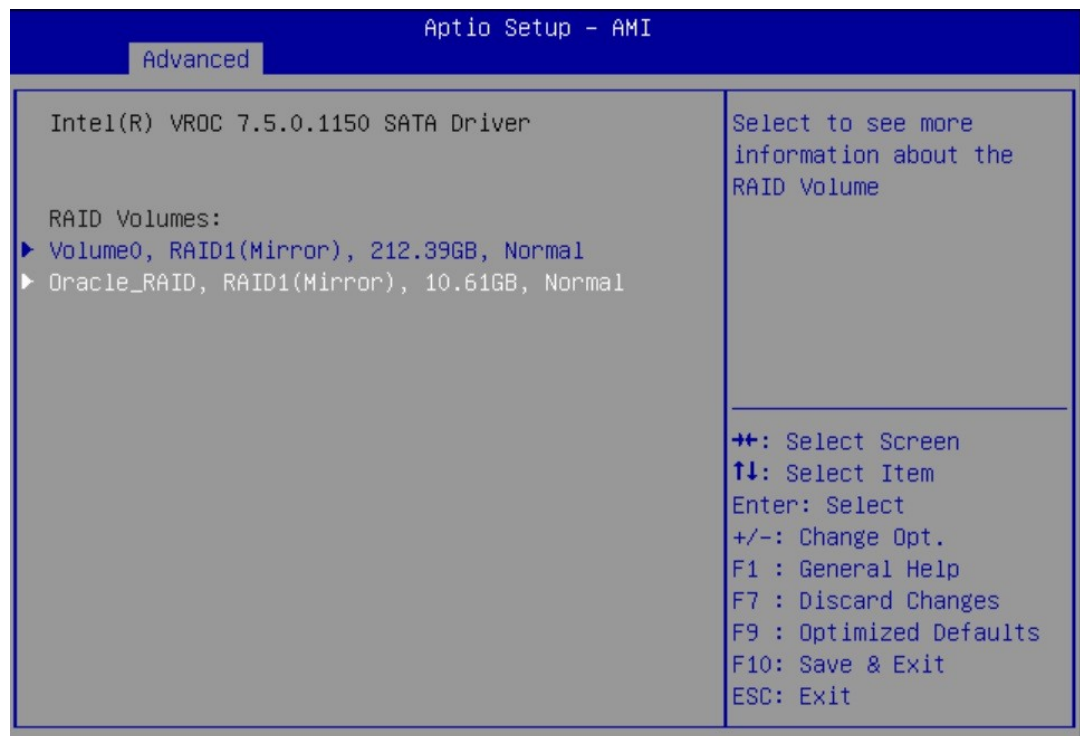 Aptio Setup – AMI
Advanced
Intel(R) VROC 7.5.0.1150 SATA Driver
RAID Volumes:
▶ Volume0, RAID1(Mirror), 212.39GB, Normal
▶ Oracle_RAID, RAID1(Mirror), 10.61GB, Normal
Select to see more
information about the
RAID Volume
→←: Select Screen
↑↓: Select Item
Enter: Select
+/-: Change Opt.
F1 : General Help
F7 : Discard Changes
F9 : Optimized Defaults
F10: Save & Exit
ESC: Exit